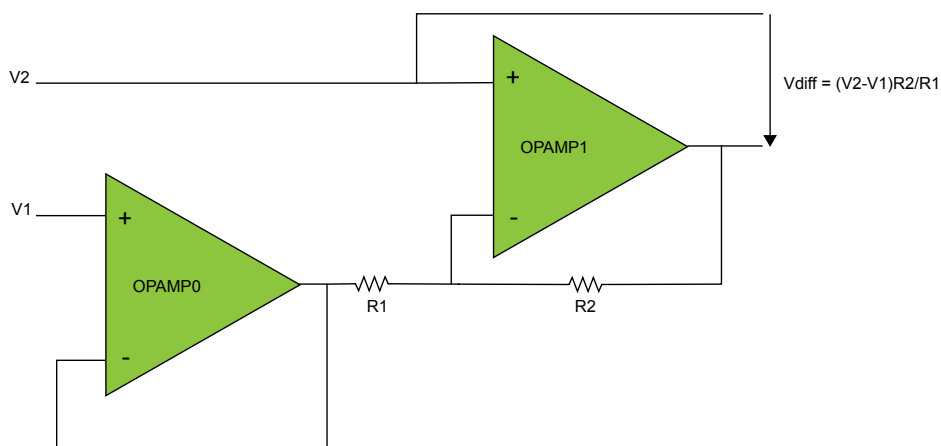 V2
+
OPAMP1
-
Vdiff = (V2-V1)R2/R1
V1
+
OPAMP0
-
R1
R2